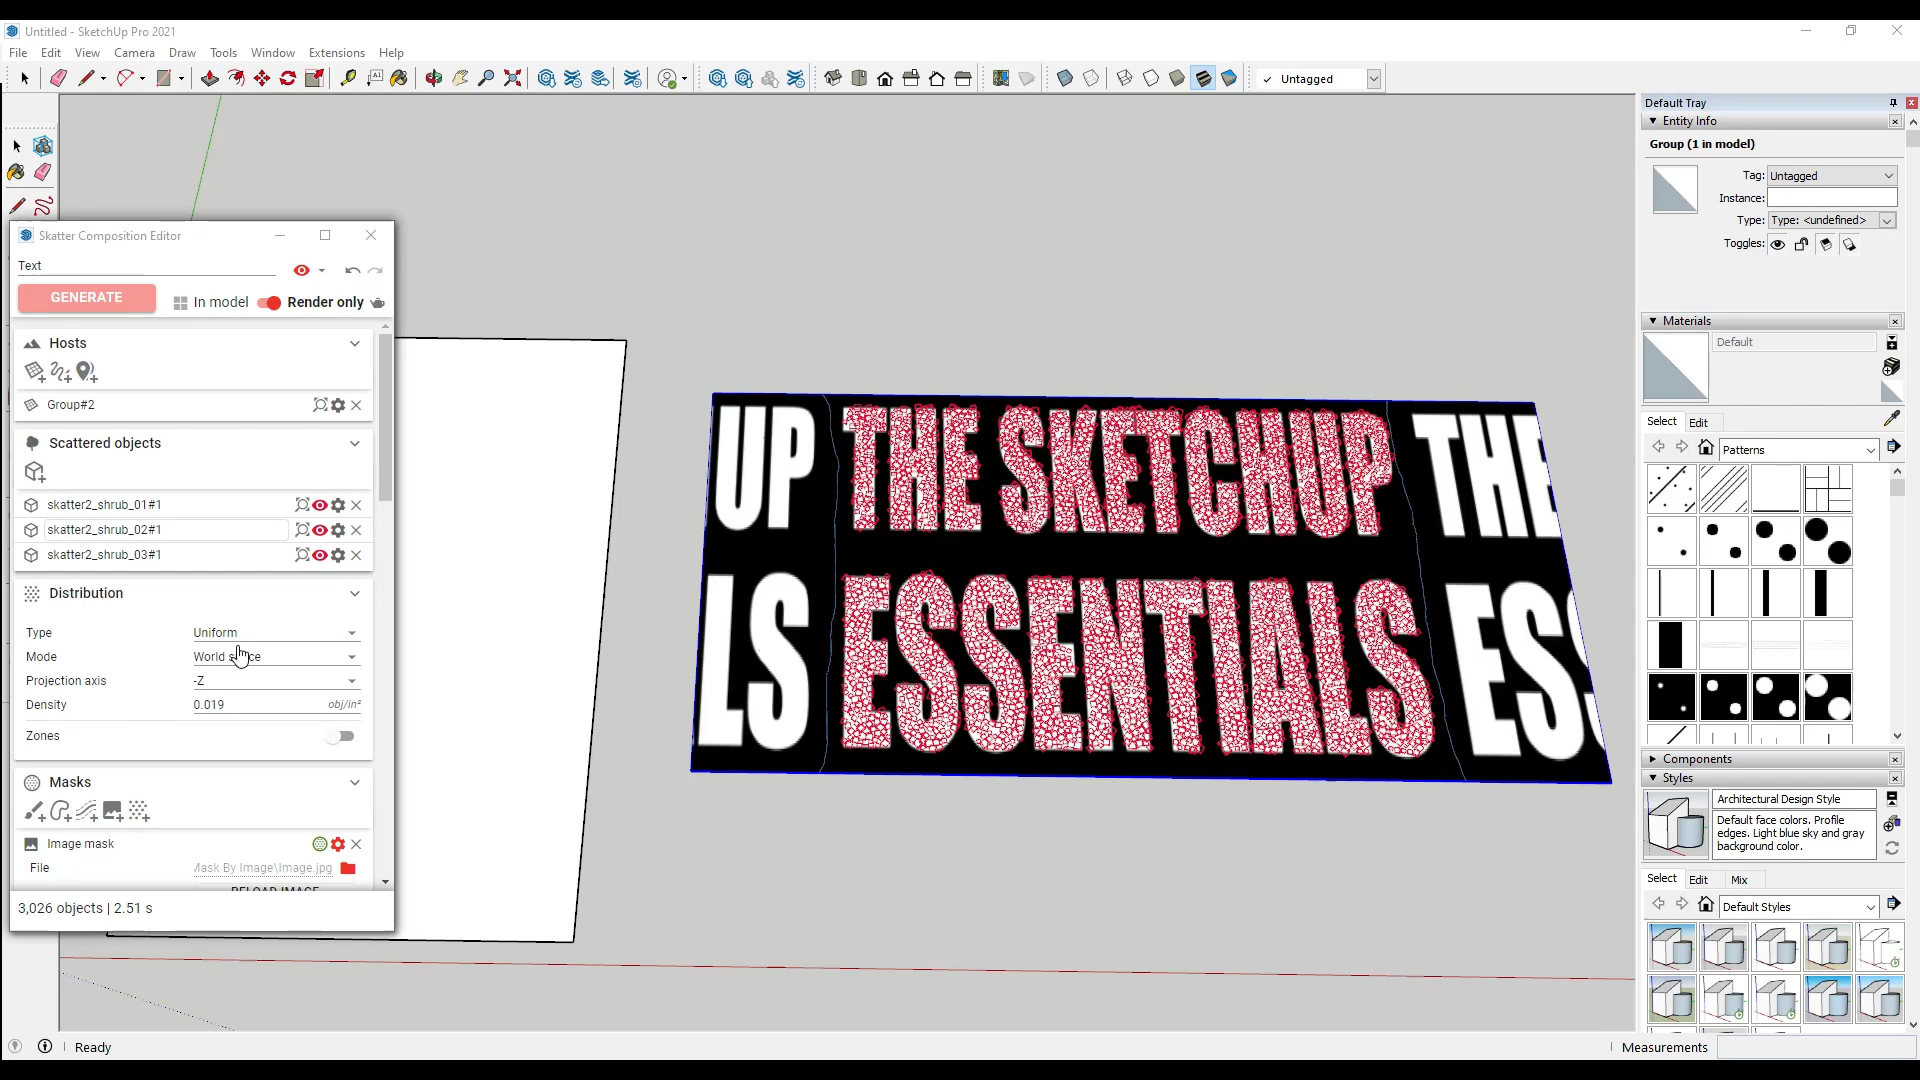 Untitled - SketchUp Pro 2021
File Edit View Camera Draw Tools Window Extensions Help
Untagged
Skatter Composition Editor
Text
GENERATE In model Render only
Hosts
Group#2
Scattered objects
skatter2_shrub_01#1
skatter2_shrub_02#1
skatter2_shrub_03#1
Distribution
Type Uniform
Mode World
Projection axis -Z
Density 0.019 obj/in²
Zones
Masks
Image mask
File Mask By Image\Image.jpg
RELOAD IMAGE
3,026 objects | 2.51 s
UP THE SKETCHUP THE
LS ESSENTIALS ESS
Default Tray
Entity Info
Group (1 in model)
Tag: Untagged
Instance:
Type: Type: <undefined>
Toggles:
Materials
Default
Select Edit
Patterns
Components
Styles
Architectural Design Style
Default face colors. Profile
edges. Light blue sky and gray
background color.
Select Edit Mix
Default Styles
Ready
Measurements